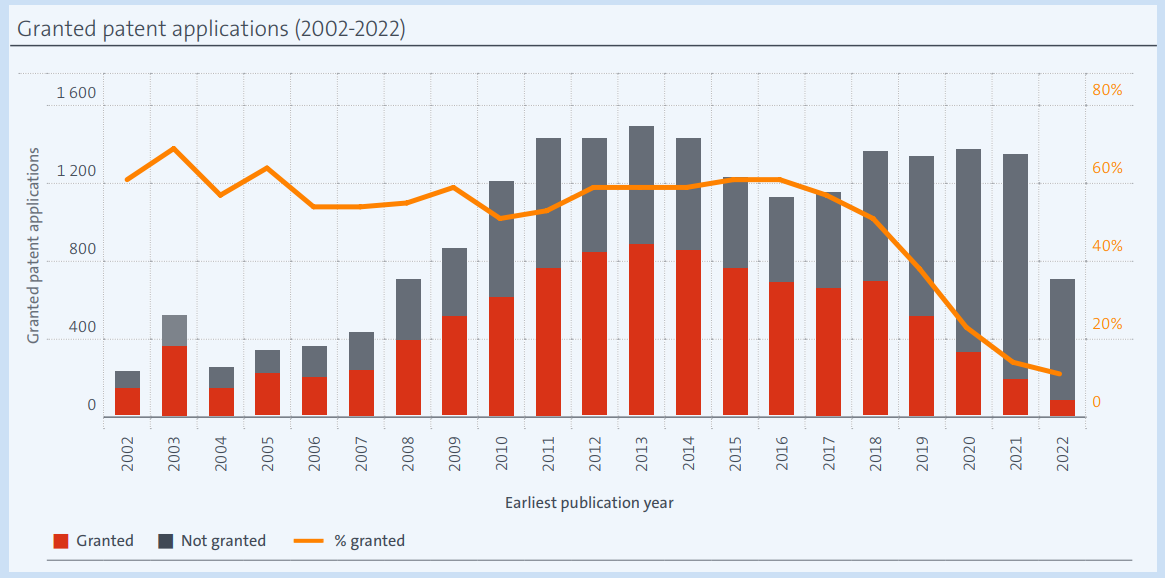 Granted patent applications (2002-2022)
1 600
1 200
800
400
0
Granted patent applications
80%
60%
40%
20%
0
2002 2003 2004 2005 2006 2007 2008 2009 2010 2011 2012 2013 2014 2015 2016 2017 2018 2019 2020 2021 2022
Earliest publication year
Granted Not granted % granted